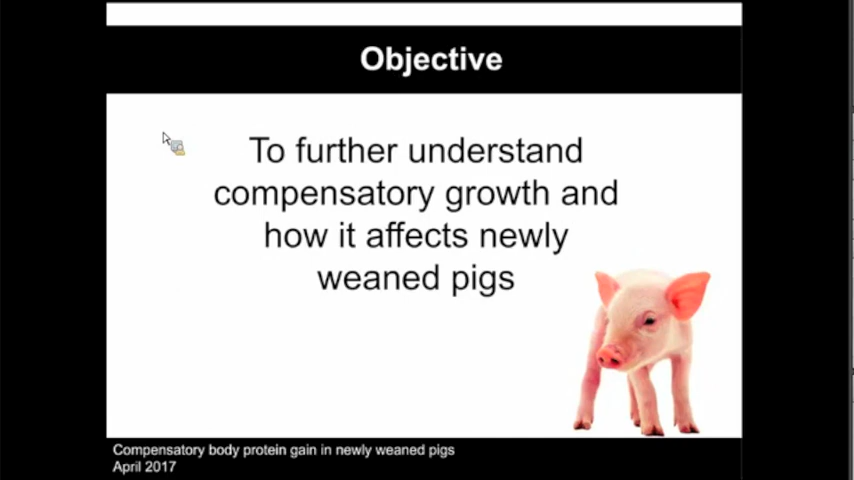 Objective
To further understand
compensatory growth and
how it affects newly
weaned pigs
Compensatory body protein gain in newly weaned pigs
April 2017